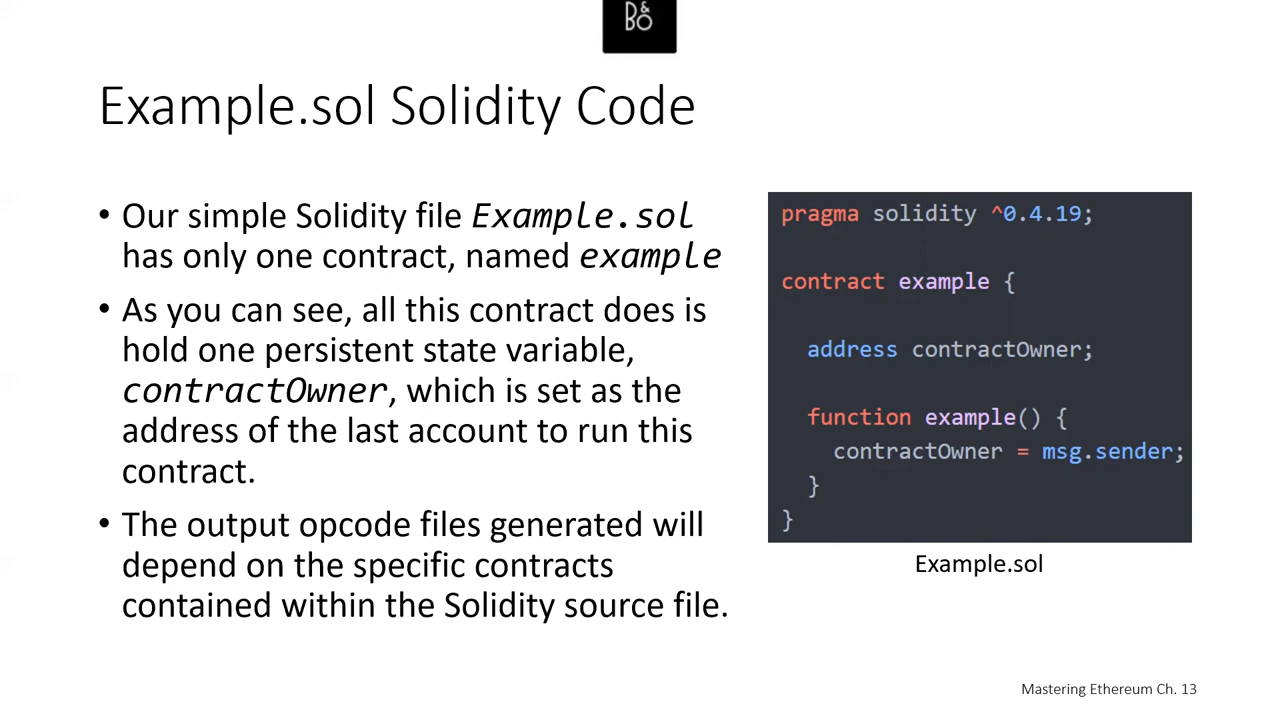 D&
BO
Example.sol Solidity Code
• Our simple Solidity file Example.sol
has only one contract, named example
• As you can see, all this contract does is
hold one persistent state variable,
contractOwner, which is set as the
address of the last account to run this
contract.
• The output opcode files generated will
depend on the specific contracts
contained within the Solidity source file.
pragma solidity ^0.4.19;
contract example {
address contractOwner;
function example() {
contractOwner = msg.sender;
}
}
Example.sol
Mastering Ethereum Ch. 13